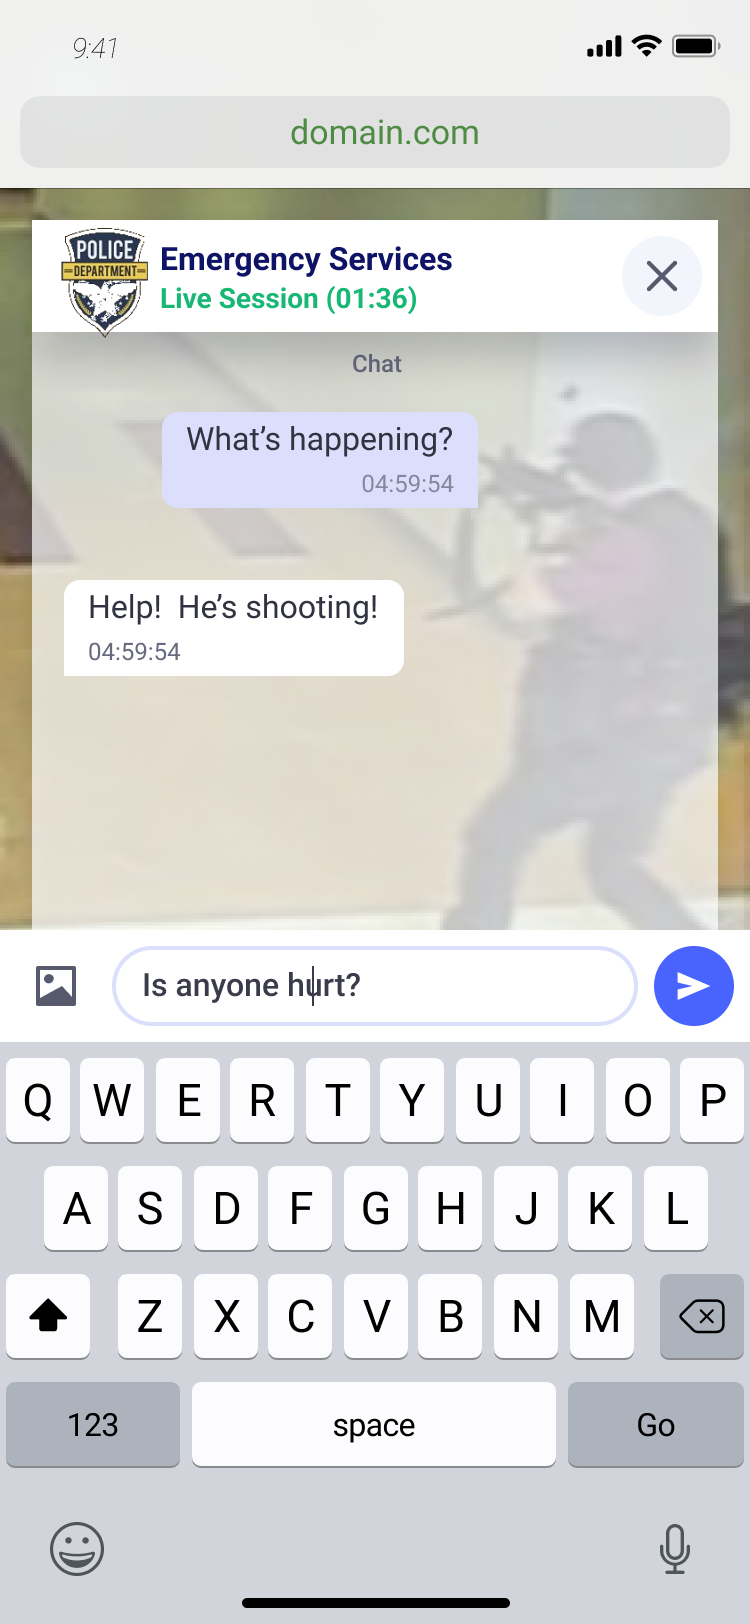 9:41
domain.com
POLICE
DEPARTMENT
Emergency Services
Live Session (01:36)
Chat
What’s happening?
04:59:54
Help!  He’s shooting!
04:59:54
Is anyone hurt?
Q W E R T Y U I O P
A S D F G H J K L
Z X C V B N M
123 space Go